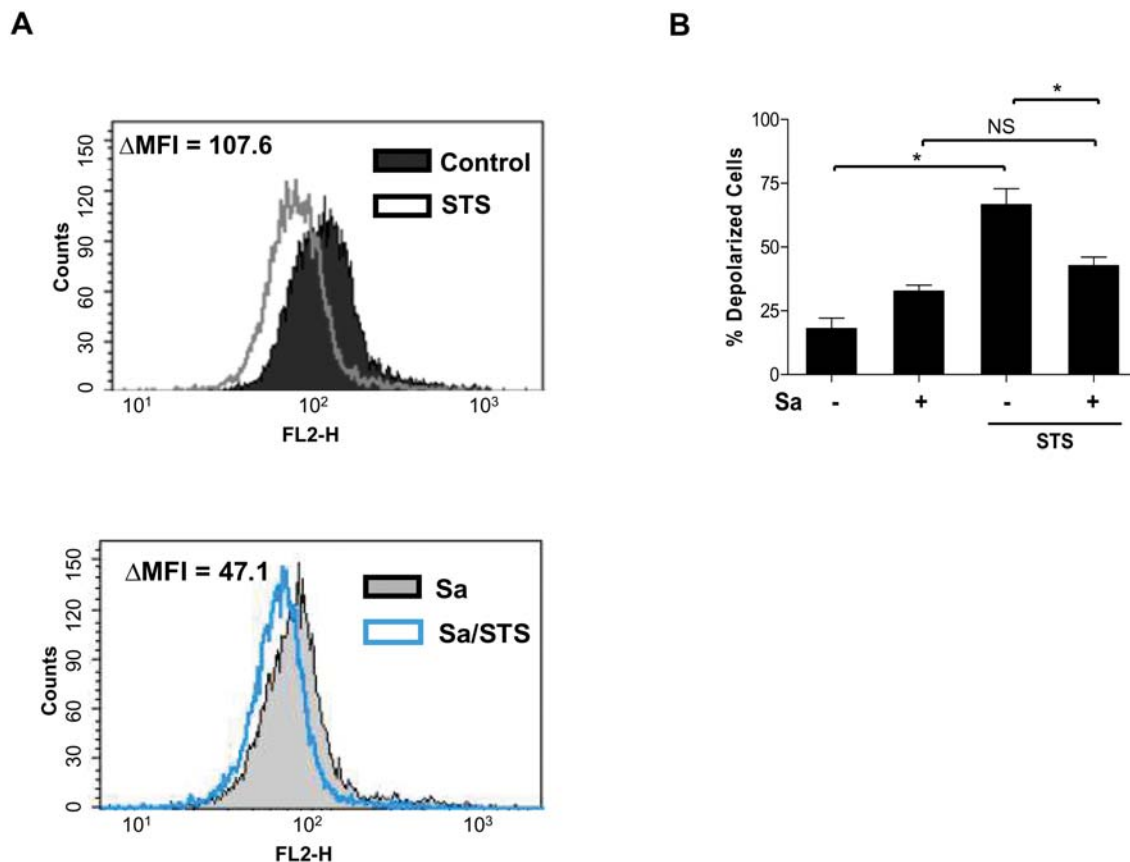 A
ΔMFI = 107.6
Control
STS
150
120
90
60
30
0
Counts
10¹ 10² 10³
FL2-H
ΔMFI = 47.1
Sa
Sa/STS
150
120
90
60
30
0
Counts
10¹ 10² 10³
FL2-H
B
*
NS
*
100
75
50
25
0
% Depolarized Cells
Sa - + - +
STS